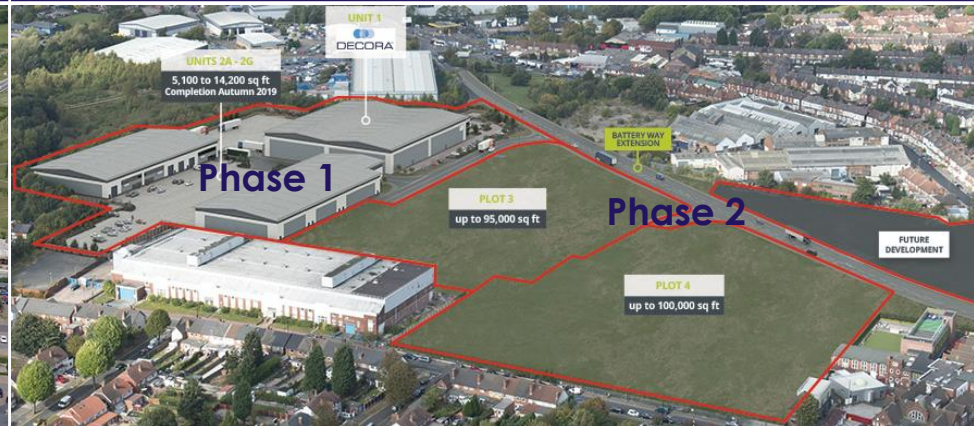 UNIT 1
DECORA
UNITS 2A - 2G
5,100 to 14,200 sq ft
Completion Autumn 2019
BATTERY WAY
EXTENSION
Phase 1
PLOT 3
up to 95,000 sq ft
Phase 2
FUTURE
DEVELOPMENT
PLOT 4
up to 100,000 sq ft